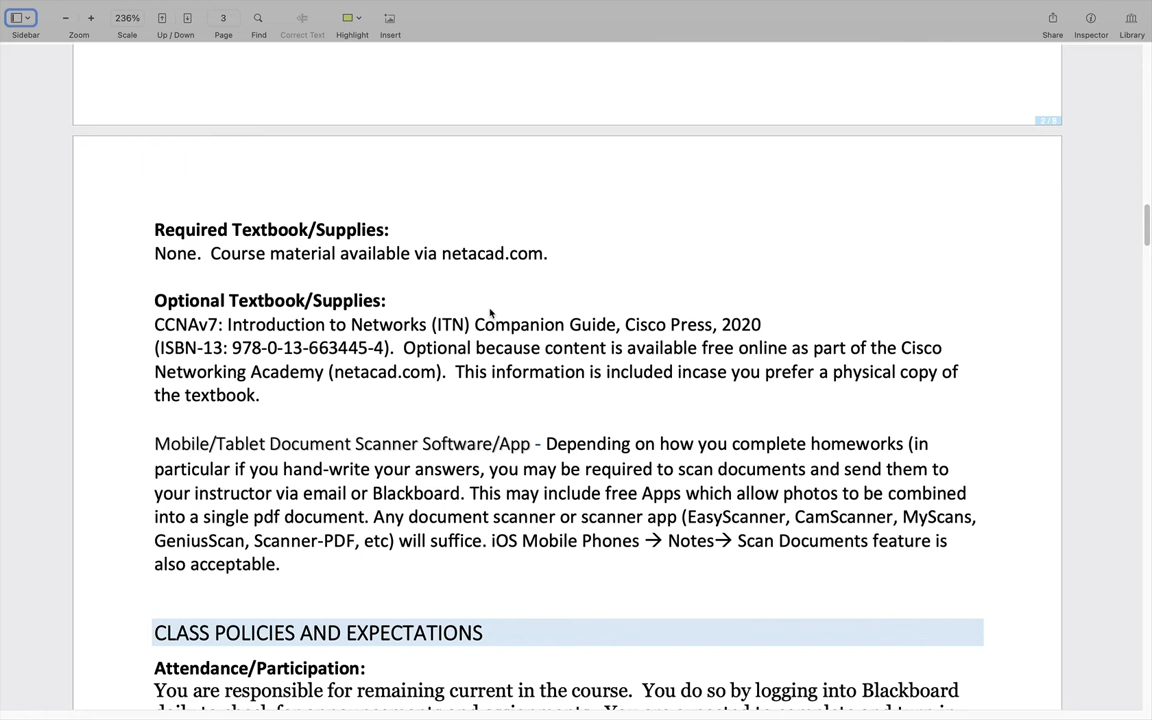 236%
3
Sidebar
Zoom
Scale
Up / Down
Page
Find
Correct Text
Highlight
Insert
Share
Inspector
Library
Required Textbook/Supplies:
None. Course material available via netacad.com.
Optional Textbook/Supplies:
CCNAv7: Introduction to Networks (ITN) Companion Guide, Cisco Press, 2020
(ISBN-13: 978-0-13-663445-4). Optional because content is available free online as part of the Cisco
Networking Academy (netacad.com). This information is included incase you prefer a physical copy of
the textbook.
Mobile/Tablet Document Scanner Software/App - Depending on how you complete homeworks (in
particular if you hand-write your answers, you may be required to scan documents and send them to
your instructor via email or Blackboard. This may include free Apps which allow photos to be combined
into a single pdf document. Any document scanner or scanner app (EasyScanner, CamScanner, MyScans,
GeniusScan, Scanner-PDF, etc) will suffice. iOS Mobile Phones → Notes→ Scan Documents feature is
also acceptable.
CLASS POLICIES AND EXPECTATIONS
Attendance/Participation:
You are responsible for remaining current in the course. You do so by logging into Blackboard